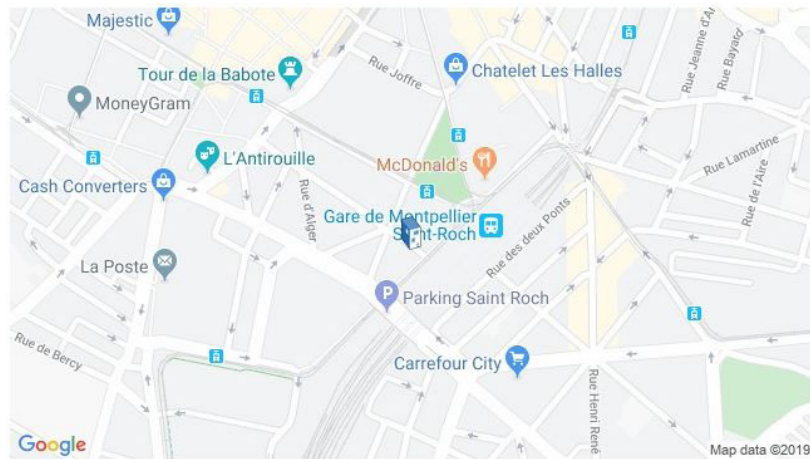 Majestic
Tour de la Babote
Rue Joffre
Chatelet Les Halles
Rue Jeanne d'Ar
Rue Bayard
MoneyGram
L'Antirouille
McDonald's
Rue Lamartine
Cash Converters
Rue d'Alger
Gare de Montpellier
Saint-Roch
Rue des deux Ponts
Rue de l'Aire
La Poste
P
Parking Saint Roch
Rue de Bercy
Carrefour City
Rue Henri René
Google
Map data ©2019